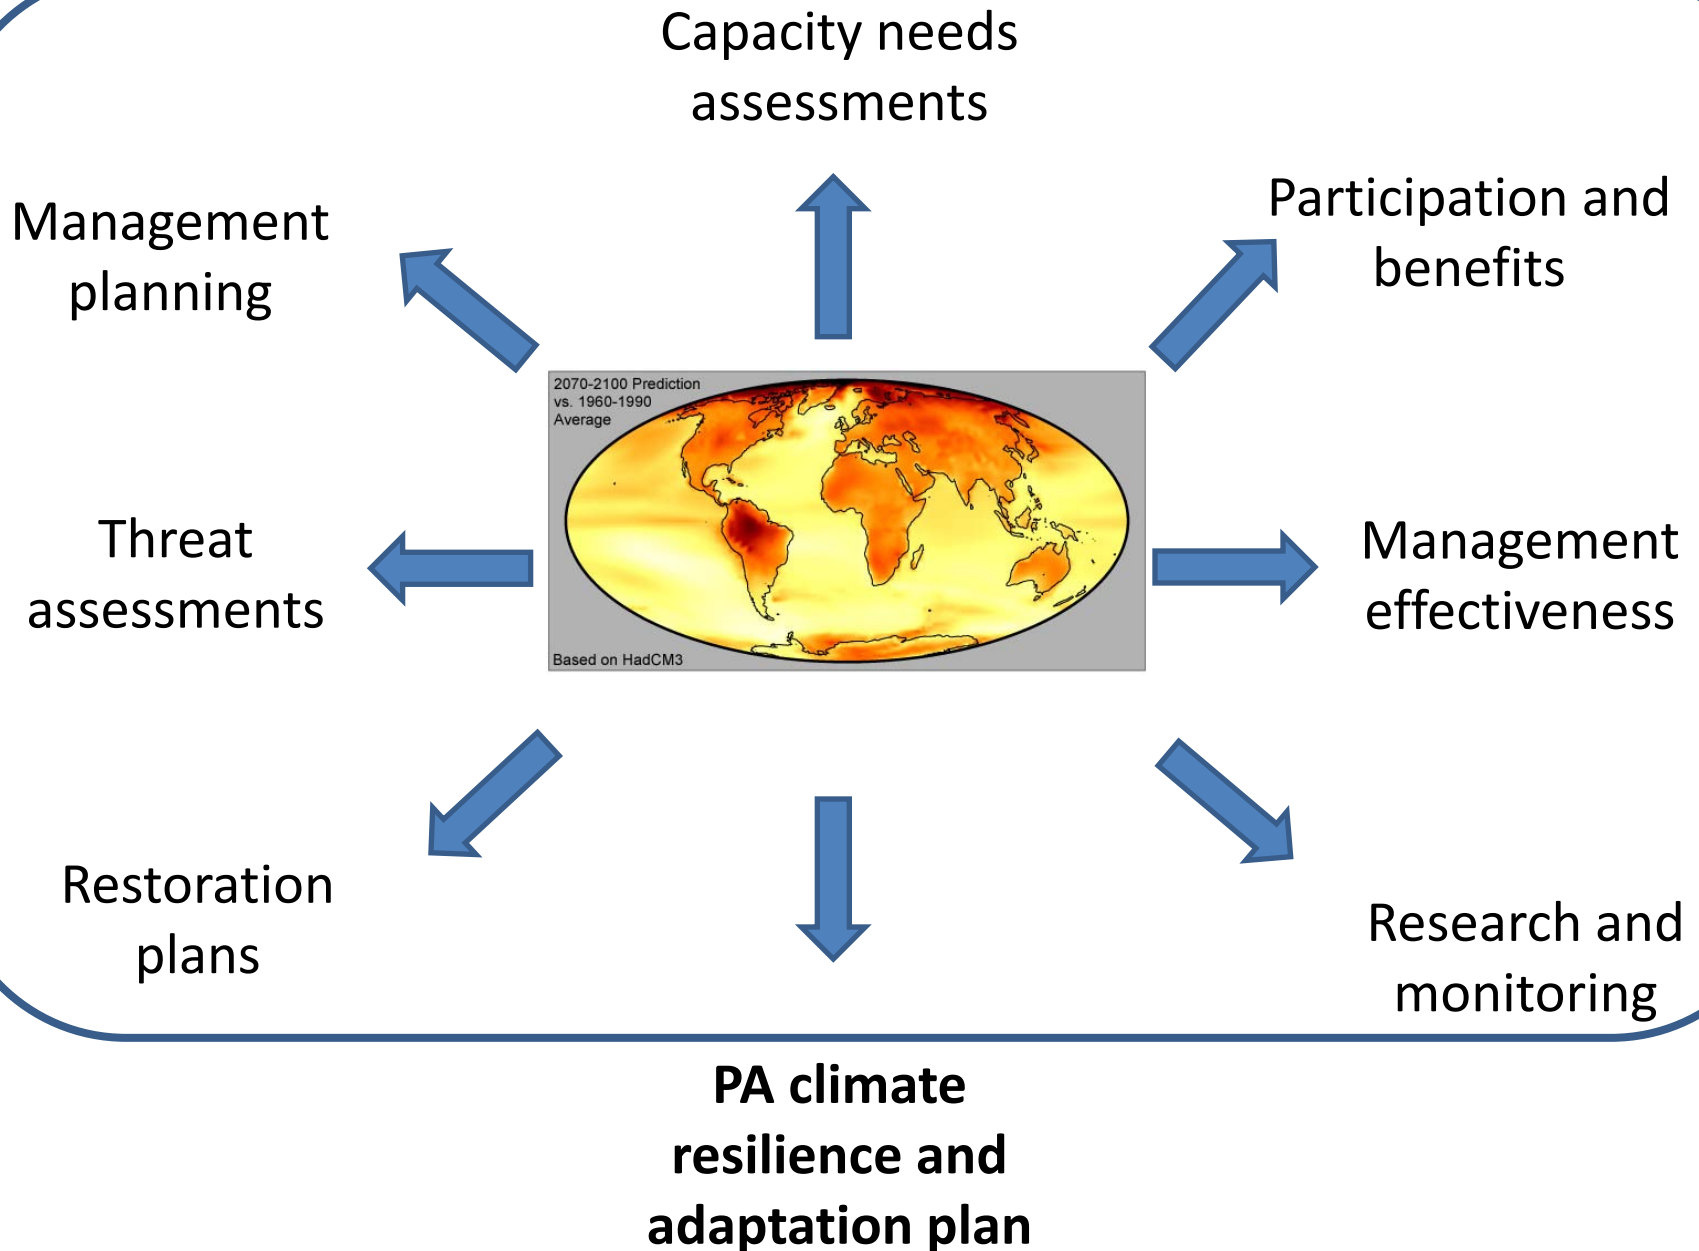 Capacity needs
assessments
Management
planning
Participation and
benefits
2070-2100 Prediction
vs. 1960-1990
Average
Based on HadCM3
Threat
assessments
Management
effectiveness
Restoration
plans
Research and
monitoring
PA climate
resilience and
adaptation plan